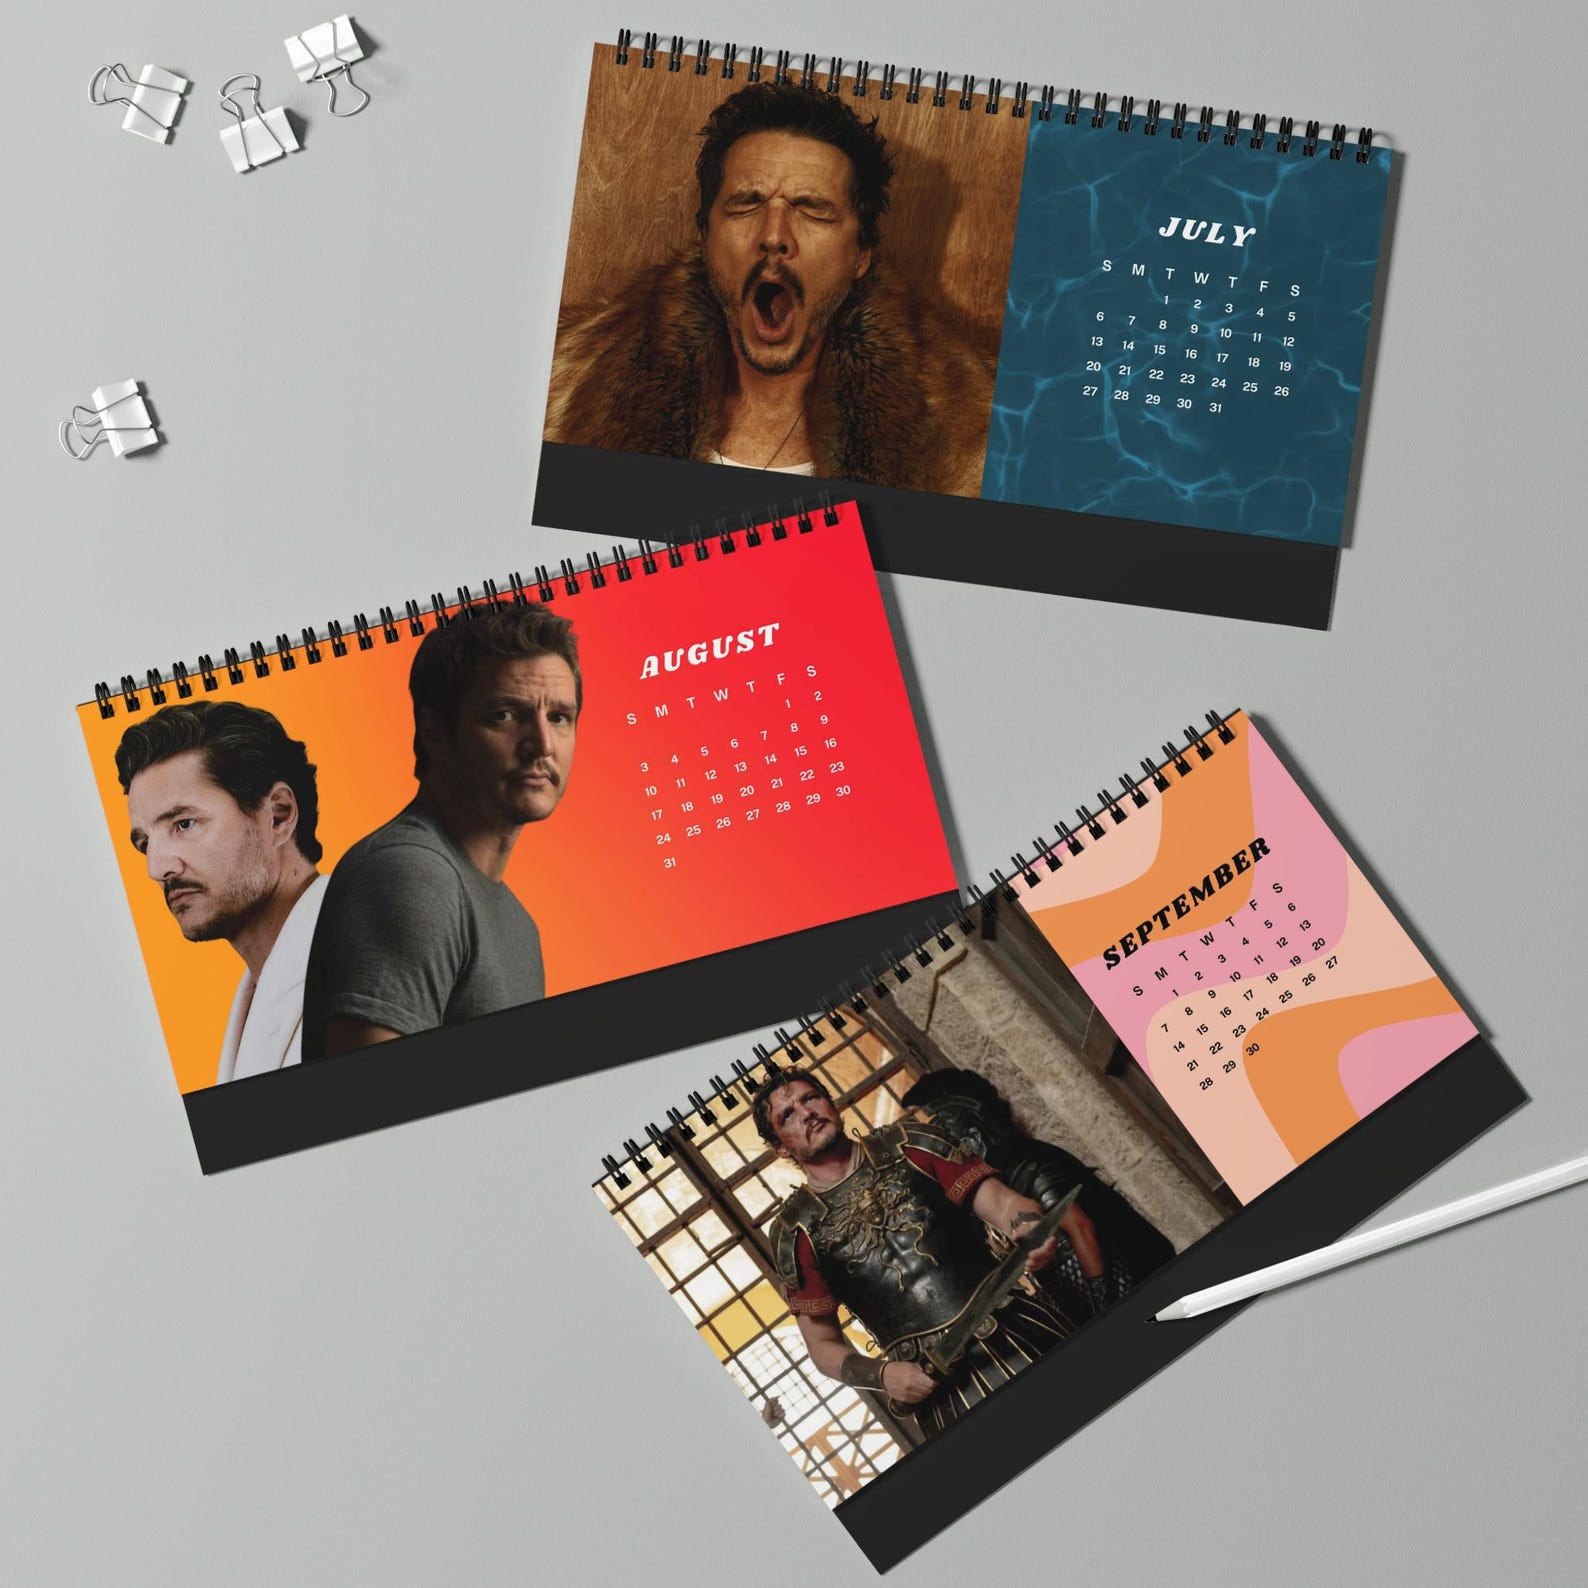 JULY
S M T W T F S
1 2 3 4 5
6 7 8 9 10 11 12
13 14 15 16 17 18 19
20 21 22 23 24 25 26
27 28 29 30 31
AUGUST
S M T W T F S
1 2
3 4 5 6 7 8 9
10 11 12 13 14 15 16
17 18 19 20 21 22 23
24 25 26 27 28 29 30
31
SEPTEMBER
S M T W T F S
1 2 3 4 5 6
7 8 9 10 11 12 13
14 15 16 17 18 19 20
21 22 23 24 25 26 27
28 29 30